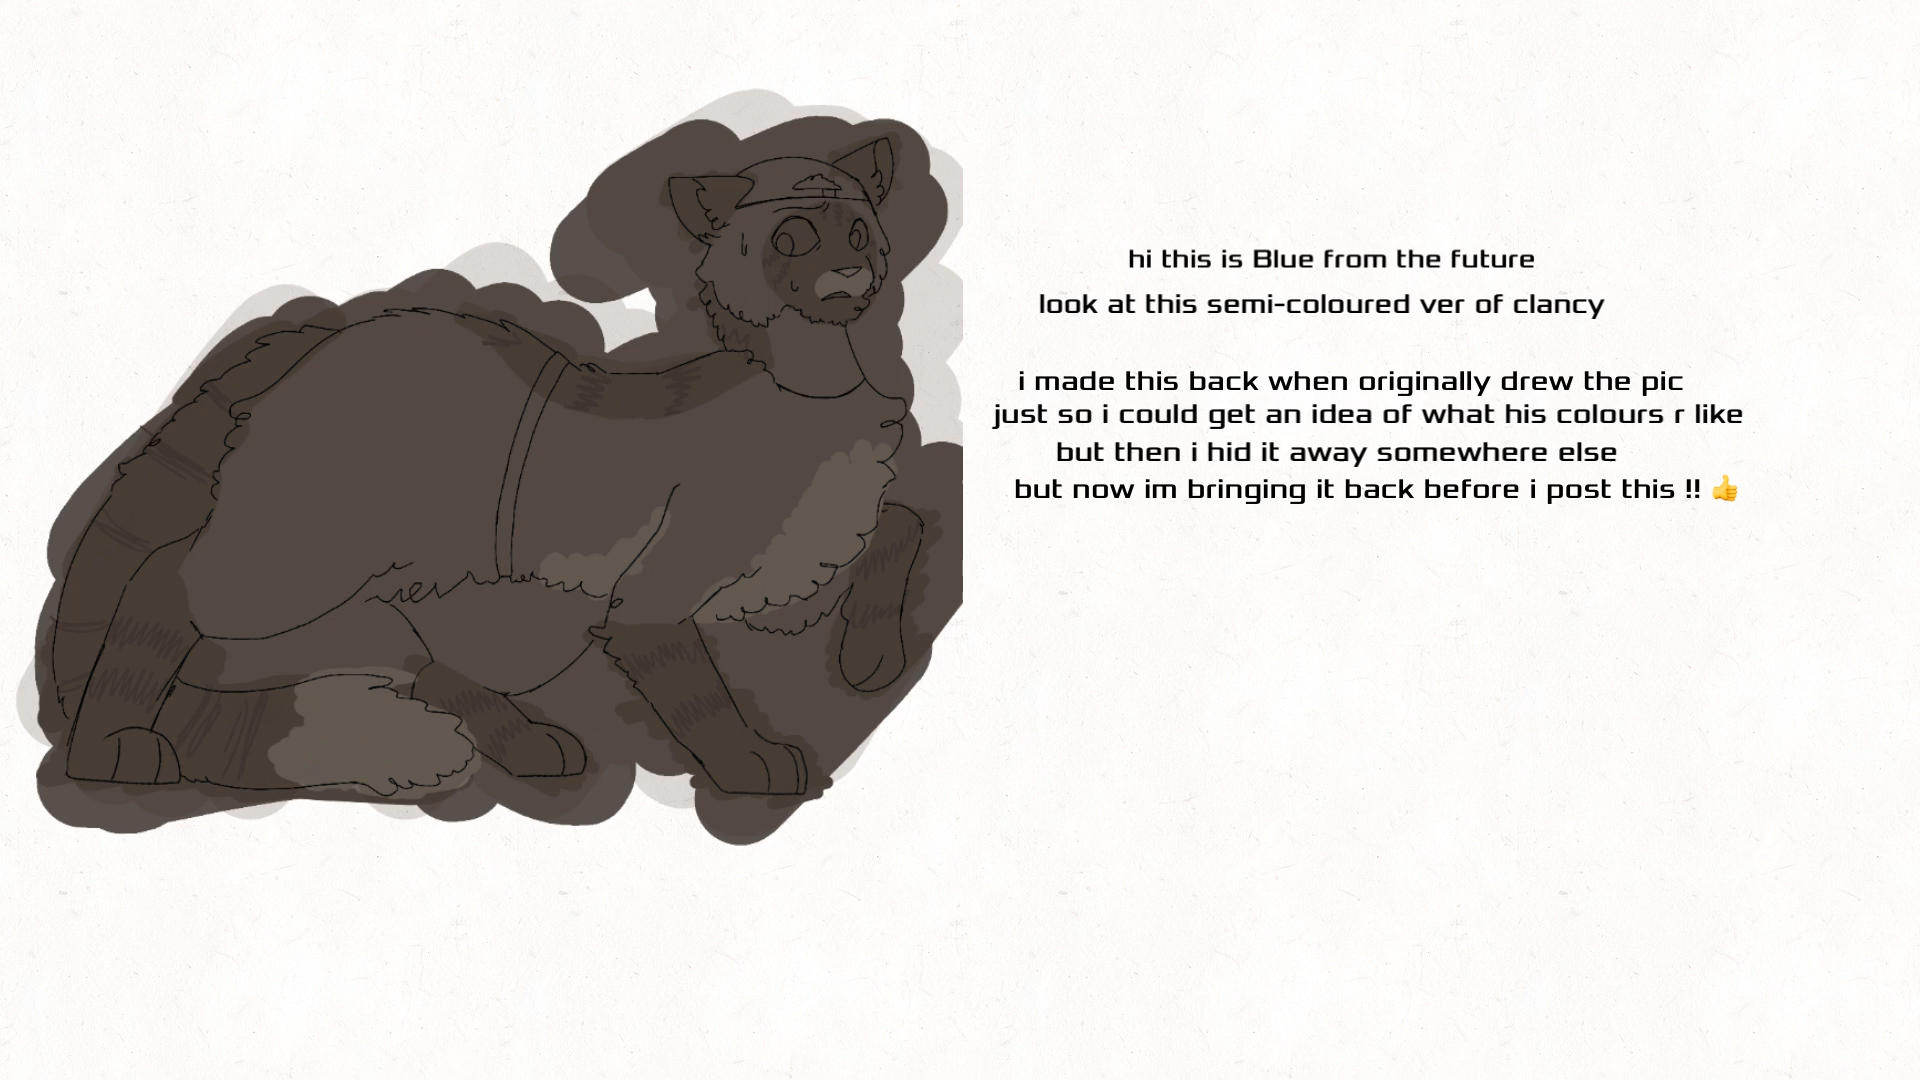 hi this is Blue from the future
look at this semi-coloured ver of clancy
i made this back when originally drew the pic
just so i could get an idea of what his colours r like
but then i hid it away somewhere else
but now im bringing it back before i post this !! 👍